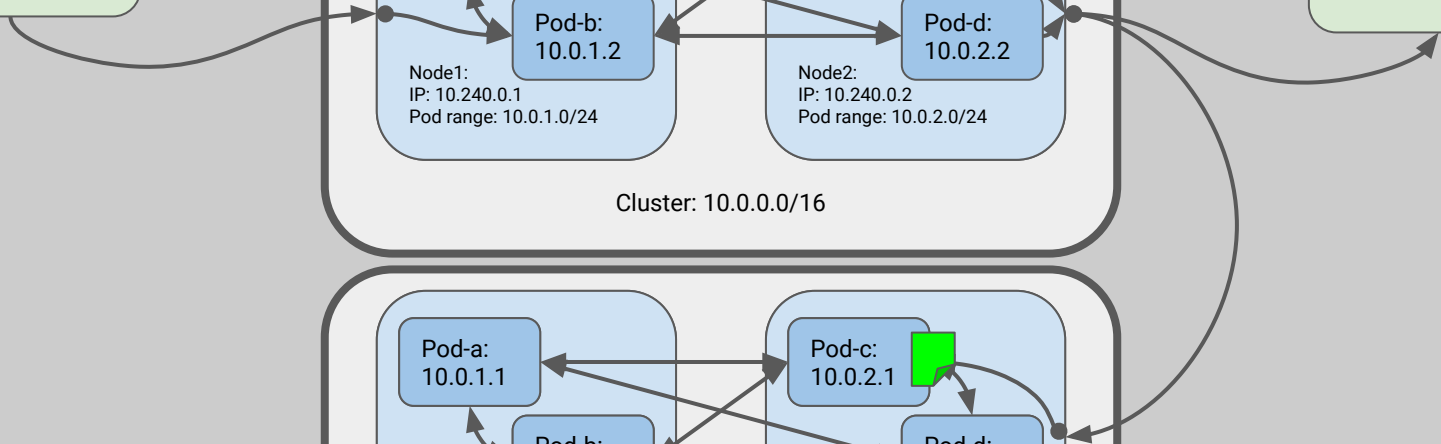 Pod-b:
10.0.1.2
Pod-d:
10.0.2.2
Node1:
IP: 10.240.0.1
Pod range: 10.0.1.0/24
Node2:
IP: 10.240.0.2
Pod range: 10.0.2.0/24
Cluster: 10.0.0.0/16
Pod-a:
10.0.1.1
Pod-c:
10.0.2.1
Pod-b:
Pod-d: